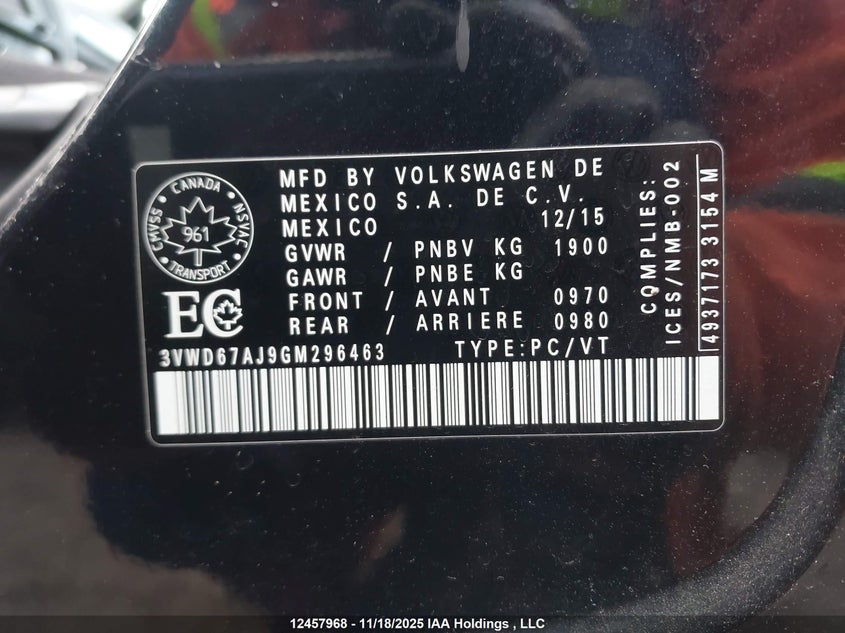 CANADA
CMVSS
NSVAC
961
TRANSPORT
MFD BY VOLKSWAGEN DE
MEXICO S.A. DE C.V.
MEXICO 12/15
GVWR / PNBV KG 1900
GAWR / PNBE KG
FRONT / AVANT 0970
REAR / ARRIERE 0980
EC
3VWD67AJ9GM296463 TYPE:PC/VT
COMPLIES:
ICES/NMB-002
4937173 3154 M
12457968 - 11/18/2025 IAA Holdings , LLC